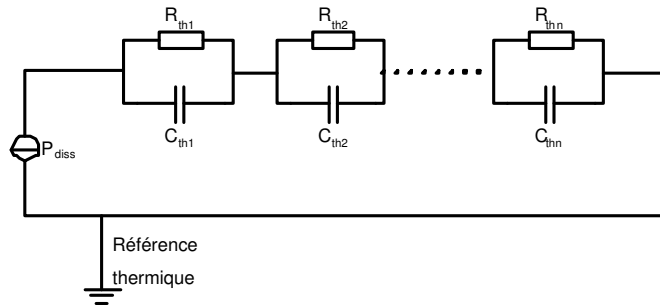 Rth1
Rth2
Rthn
Cth1
Cth2
Cthn
Pdiss
Référence
thermique